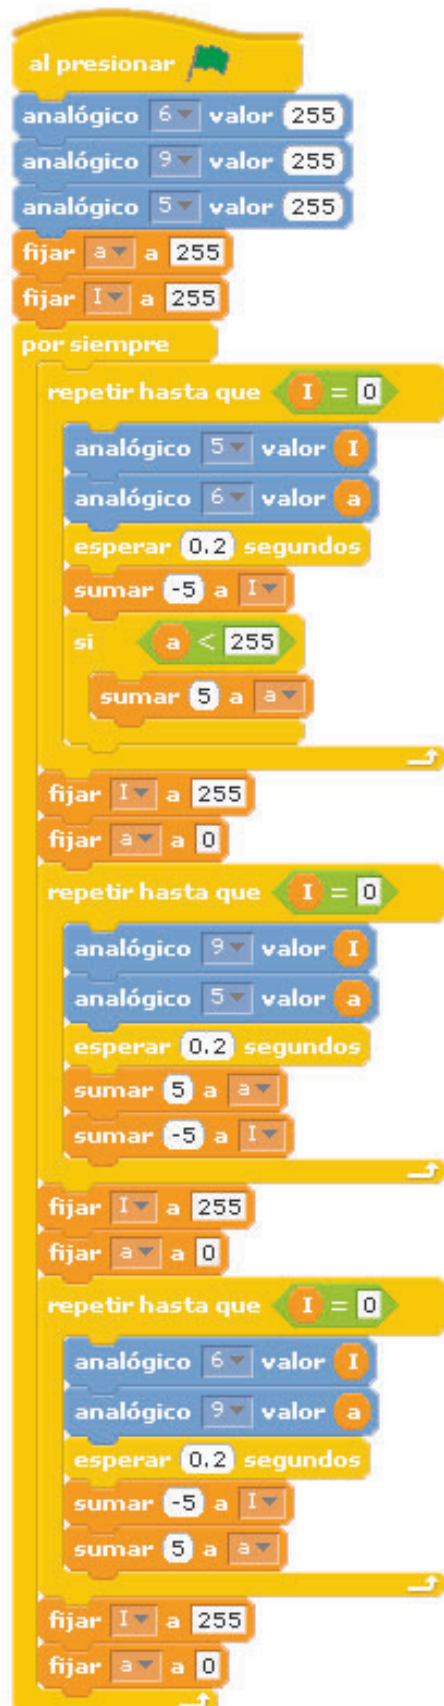 al presionar
analógico 6 valor 255
analógico 9 valor 255
analógico 5 valor 255
fijar a a 255
fijar I a 255
por siempre
repetir hasta que I = 0
analógico 5 valor I
analógico 6 valor a
esperar 0.2 segundos
sumar -5 a I
si a < 255
sumar 5 a a
fijar I a 255
fijar a a 0
repetir hasta que I = 0
analógico 9 valor I
analógico 5 valor a
esperar 0.2 segundos
sumar 5 a a
sumar -5 a I
fijar I a 255
fijar a a 0
repetir hasta que I = 0
analógico 6 valor I
analógico 9 valor a
esperar 0.2 segundos
sumar -5 a I
sumar 5 a a
fijar I a 255
fijar a a 0